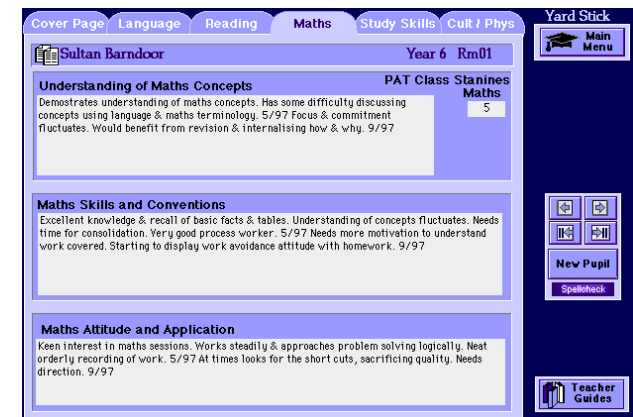 Cover Page Language Reading Maths Study Skills Cult / Phys
Yard Stick
Main
Menu
Sultan Barndoor Year 6 Rm01
Understanding of Maths Concepts
PAT Class Stanines
Maths
5
Demostrates understanding of maths concepts. Has some difficulty discussing
concepts using language & maths terminology. 5/97 Focus & commitment
fluctuates. Would benefit from revision & internalising how & why. 9/97
Maths Skills and Conventions
Excellent knowledge & recall of basic facts & tables. Understanding of concepts fluctuates. Needs
time for consolidation. Very good process worker. 5/97 Needs more motivation to understand
work covered. Starting to display work avoidance attitude with homework. 9/97
New Pupil
Spellcheck
Maths Attitude and Application
Keen interest in maths sessions. Works steadily & approaches problem solving logically. Neat
orderly recording of work. 5/97 At times looks for the short cuts, sacrificing quality. Needs
direction. 9/97
Teacher
Guides